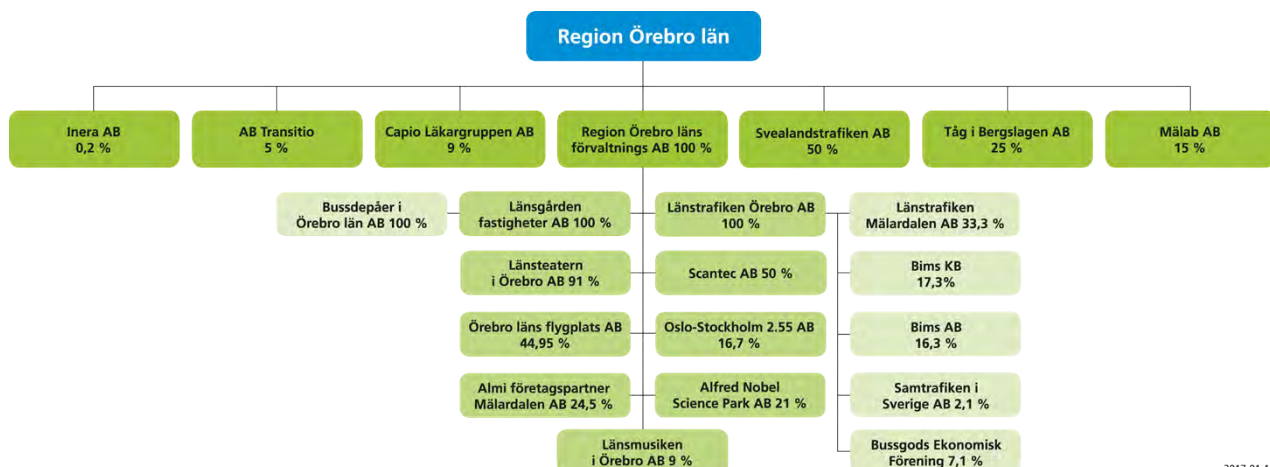 Region Örebro län
Inera AB
0,2 %
AB Transitio
5 %
Capio Läkargruppen AB
9 %
Region Örebro läns
förvaltnings AB 100 %
Svealandstrafiken AB
50 %
Tåg i Bergslagen AB
25 %
Mälab AB
15 %
Bussdepåer i
Örebro län AB 100 %
Länsgården
fastigheter AB 100 %
Länstrafiken Örebro AB
100 %
Länstrafiken
Mälardalen AB 33,3 %
Länsteatern
i Örebro AB 91 %
Scantec AB 50 %
Bims KB
17,3%
Örebro läns flygplats AB
44,95 %
Oslo-Stockholm 2.55 AB
16,7 %
Bims AB
16,3 %
Almi företagspartner
Mälardalen AB 24,5 %
Alfred Nobel
Science Park AB 21 %
Samtrafiken i
Sverige AB 2,1 %
Länsmusiken
i Örebro AB 9 %
Bussgods Ekonomisk
Förening 7,1 %